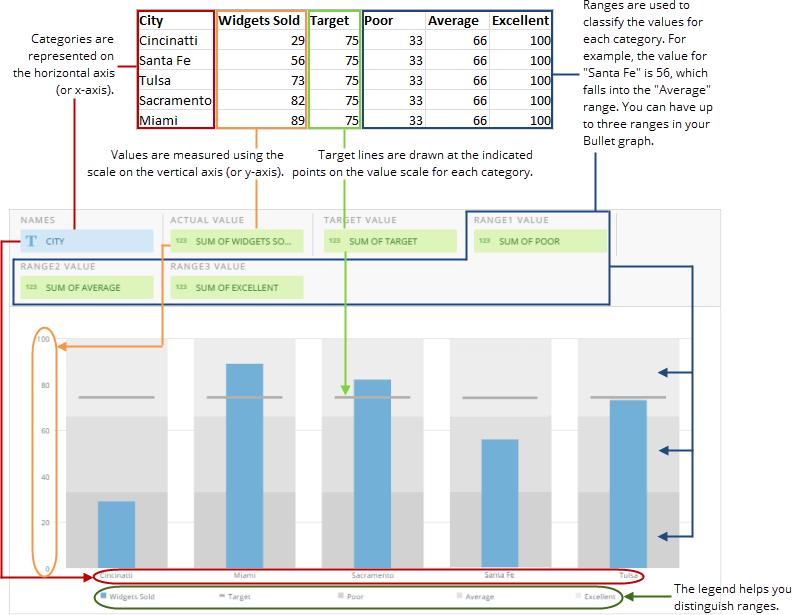 Ranges are used to
classify the values for
each category. For
example, the value for
"Santa Fe" is 56, which
falls into the "Average"
range. You can have up
to three ranges in your
Bullet graph.
Categories are
represented on
the horizontal axis
(or x-axis).
City Widgets Sold Target Poor Average Excellent
Cincinatti 29 75 33 66 100
Santa Fe 56 75 33 66 100
Tulsa 73 75 33 66 100
Sacramento 82 75 33 66 100
Miami 89 75 33 66 100
Values are measured using the
scale on the vertical axis (or y-axis).
Target lines are drawn at the indicated
points on the value scale for each category.
NAMES ACTUAL VALUE TARGET VALUE RANGE1 VALUE
T CITY 123 SUM OF WIDGETS SO... 123 SUM OF TARGET 123 SUM OF POOR
RANGE2 VALUE RANGE3 VALUE
123 SUM OF AVERAGE 123 SUM OF EXCELLENT
100
80
60
40
20
0
Cincinatti Miami Sacramento Santa Fe Tulsa
Widgets Sold Target Poor Average Excellent
The legend helps you
distinguish ranges.